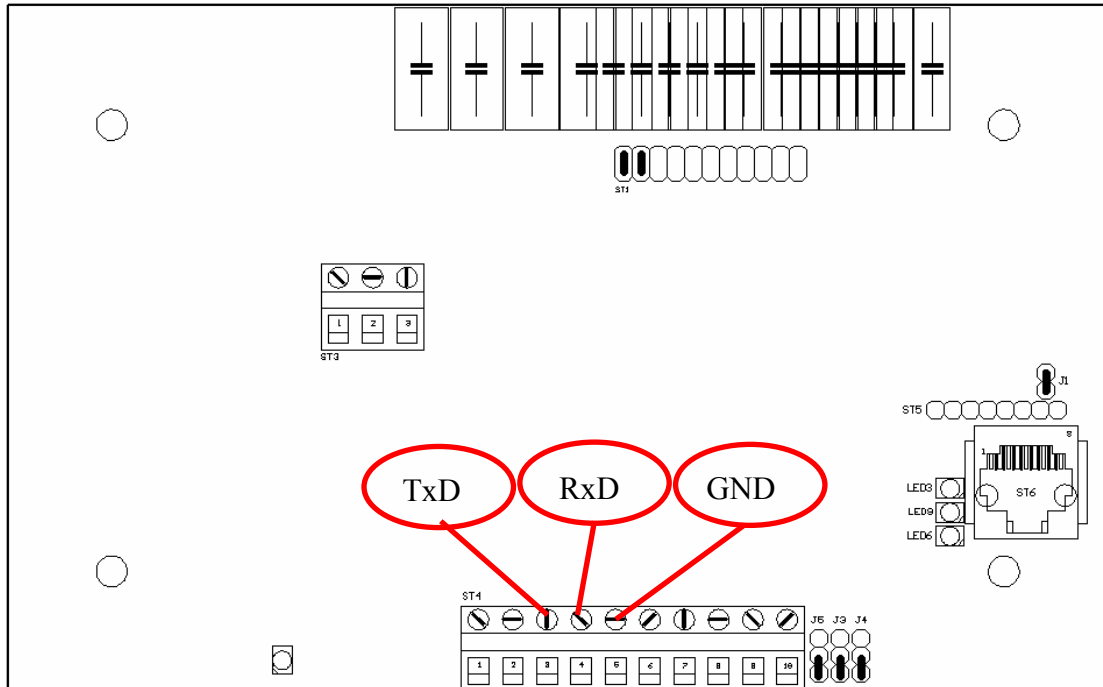 ST1
1 2 3
ST3
J1
ST5
1 8
ST6
TxD RxD GND
LED3
LED9
LED6
ST4
J5 J3 J4
1 2 3 4 5 6 7 8 9 10